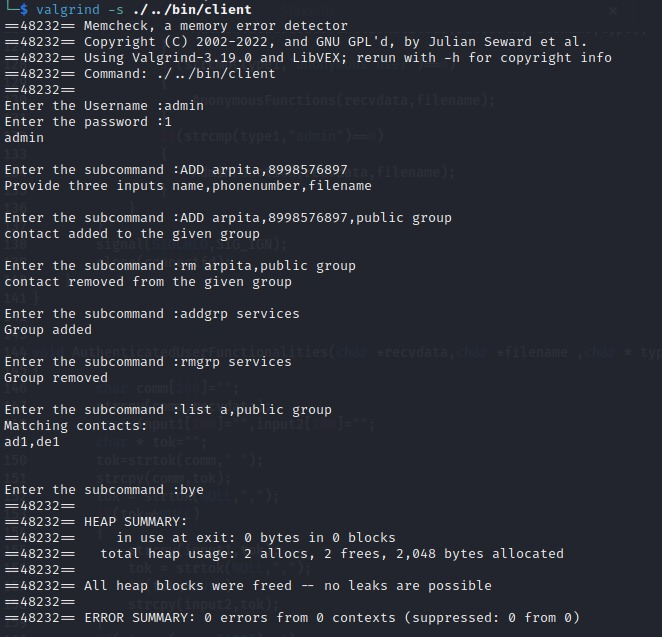 └─$ valgrind -s ./../bin/client
==48232== Memcheck, a memory error detector
==48232== Copyright (C) 2002-2022, and GNU GPL'd, by Julian Seward et al.
==48232== Using Valgrind-3.19.0 and LibVEX; rerun with -h for copyright info
==48232== Command: ./../bin/client
==48232==
Enter the Username :admin
Enter the password :1
admin
Enter the subcommand :ADD arpita,8998576897
Provide three inputs name,phonenumber,filename
Enter the subcommand :ADD arpita,8998576897,public group
contact added to the given group
Enter the subcommand :rm arpita,public group
contact removed from the given group
Enter the subcommand :addgrp services
Group added
Enter the subcommand :rmgrp services
Group removed
Enter the subcommand :list a,public group
Matching contacts:
ad1,de1
Enter the subcommand :bye
==48232==
==48232== HEAP SUMMARY:
==48232==     in use at exit: 0 bytes in 0 blocks
==48232==   total heap usage: 2 allocs, 2 frees, 2,048 bytes allocated
==48232==
==48232== All heap blocks were freed -- no leaks are possible
==48232==
==48232== ERROR SUMMARY: 0 errors from 0 contexts (suppressed: 0 from 0)